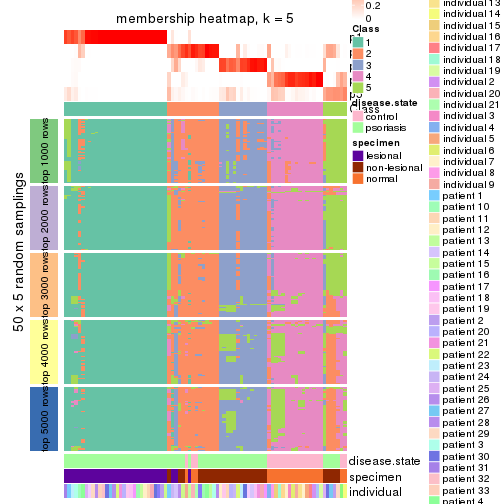 membership heatmap, k = 5
0.2
0
Class
1
2
3
4
5
Class
disease.state
control
psoriasis
specimen
lesional
non-lesional
normal
50 x 5 random samplings
top 1000 rows
top 2000 rows
top 3000 rows
top 4000 rows
top 5000 rows
disease.state
specimen
individual
individual 13
individual 14
individual 15
individual 16
individual 17
individual 18
individual 19
individual 2
individual 20
individual 21
individual 3
individual 4
individual 5
individual 6
individual 7
individual 8
individual 9
patient 1
patient 10
patient 11
patient 12
patient 13
patient 14
patient 15
patient 16
patient 17
patient 18
patient 19
patient 2
patient 20
patient 21
patient 22
patient 23
patient 24
patient 25
patient 26
patient 27
patient 28
patient 29
patient 3
patient 30
patient 31
patient 32
patient 33
patient 4